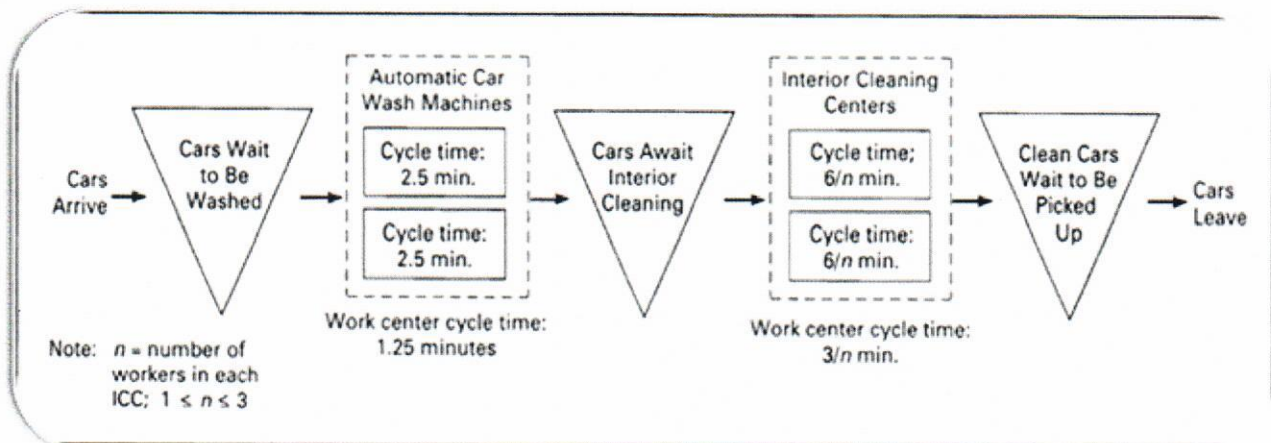 Cars
Arrive
Cars Wait
to Be
Washed
Automatic Car
Wash Machines
Cycle time:
2.5 min.
Cycle time:
2.5 min.
Work center cycle time:
1.25 minutes
Cars Await
Interior
Cleaning
Interior Cleaning
Centers
Cycle time;
6/n min.
Cycle time:
6/n min.
Work center cycle time:
3/n min.
Clean Cars
Wait to Be
Picked
Up
Cars
Leave
Note: n = number of
workers in each
ICC; 1 ≤ n ≤ 3